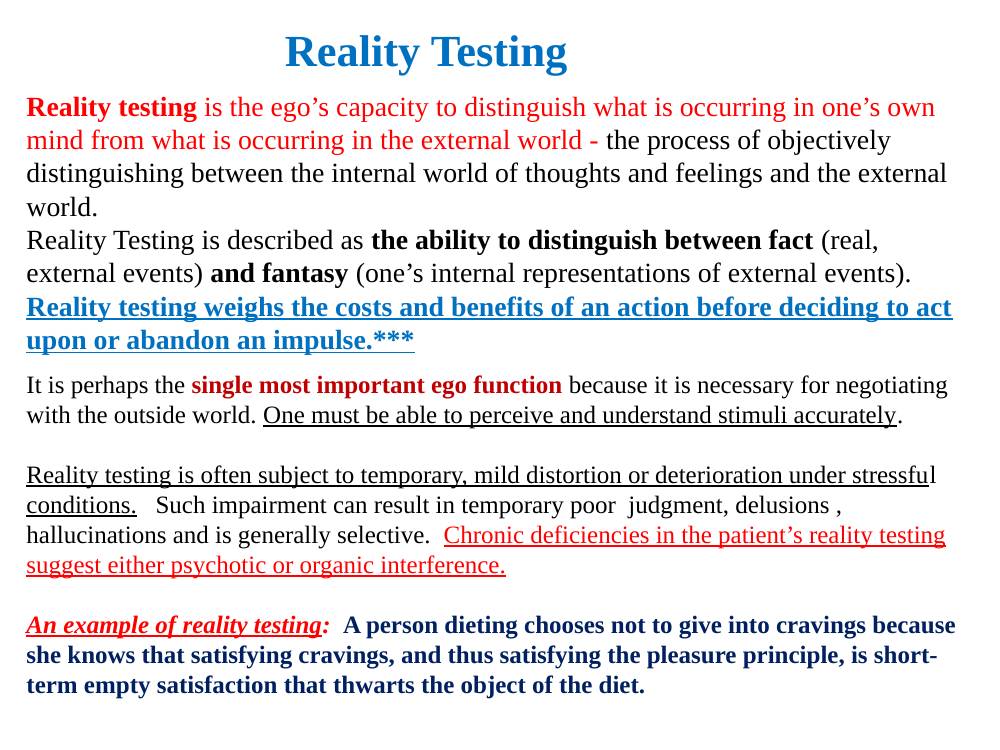 Reality Testing
Reality testing is the ego’s capacity to distinguish what is occurring in one’s own
mind from what is occurring in the external world - the process of objectively
distinguishing between the internal world of thoughts and feelings and the external
world.
Reality Testing is described as the ability to distinguish between fact (real,
external events) and fantasy (one’s internal representations of external events).
Reality testing weighs the costs and benefits of an action before deciding to act
upon or abandon an impulse.***
It is perhaps the single most important ego function because it is necessary for negotiating
with the outside world. One must be able to perceive and understand stimuli accurately.
Reality testing is often subject to temporary, mild distortion or deterioration under stressful
conditions.   Such impairment can result in temporary poor  judgment, delusions ,
hallucinations and is generally selective.  Chronic deficiencies in the patient’s reality testing
suggest either psychotic or organic interference.
An example of reality testing:  A person dieting chooses not to give into cravings because
she knows that satisfying cravings, and thus satisfying the pleasure principle, is short-
term empty satisfaction that thwarts the object of the diet.